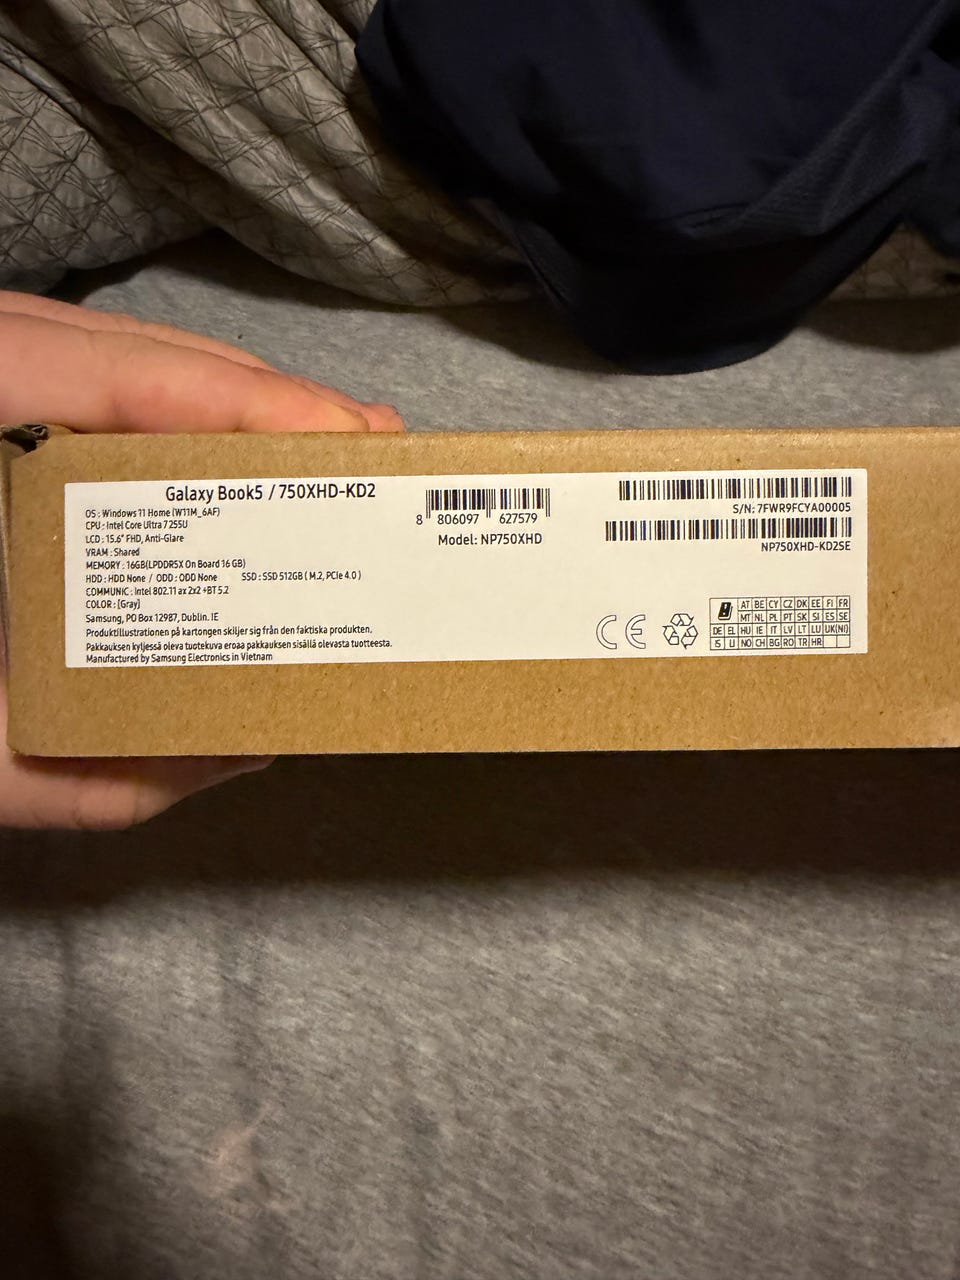 Galaxy Book5 / 750XHD-KD2
OS : Windows 11 Home (W11M_6AF)
CPU : Intel Core Ultra 7 255U
LCD : 15.6" FHD, Anti-Glare
VRAM : Shared
MEMORY : 16GB(LPDDR5X On Board 16 GB)
HDD : HDD None / ODD : ODD None SSD : SSD 512GB ( M.2, PCIe 4.0 )
COMMUNIC : Intel 802.11 ax 2x2 +BT 5.2
COLOR : [Gray]
Samsung, PO Box 12987, Dublin. IE
Produktillustrationen på kartongen skiljer sig från den faktiska produkten.
Pakkauksen kyljessä oleva tuotekuva eroaa pakkauksen sisällä olevasta tuotteesta.
Manufactured by Samsung Electronics in Vietnam
8 806097 627579
Model: NP750XHD
S/N: 7FWR9FCYA00005
NP750XHD-KD2SE
CE
AT BE CY CZ DK EE FI FR
MT NL PL PT SK SI ES SE
DE EL HU IE IT LV LT LU UK(NI)
IS LI NO CH BG RO TR HR